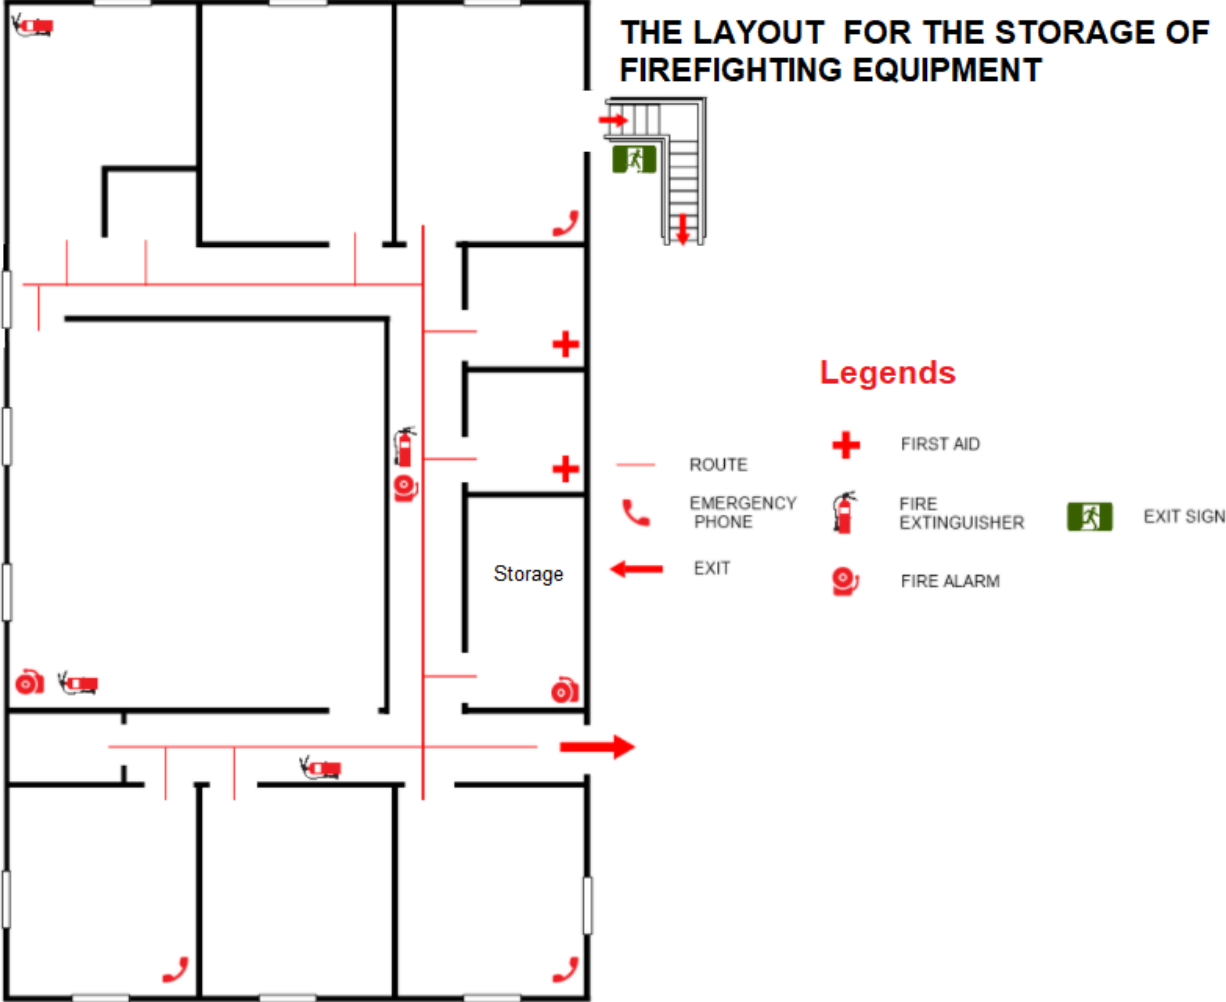 THE LAYOUT  FOR THE STORAGE OF
FIREFIGHTING EQUIPMENT
Legends
FIRST AID
ROUTE
EMERGENCY
PHONE
FIRE
EXTINGUISHER
EXIT SIGN
EXIT
FIRE ALARM
Storage